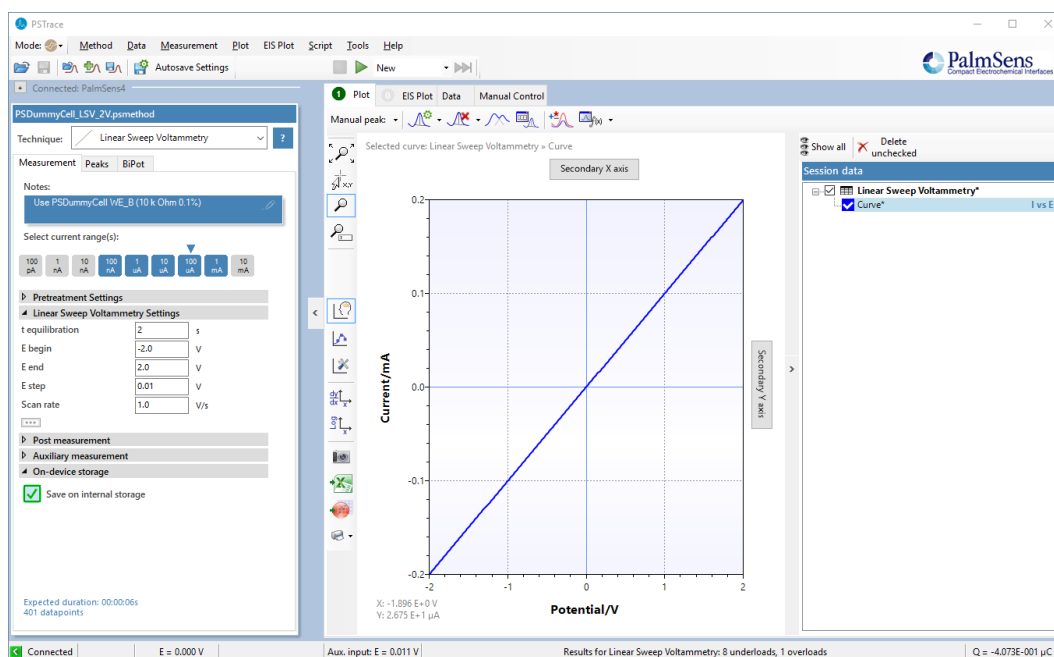 PSTrace
Mode: Method Data Measurement Plot EIS Plot Script Tools Help
Autosave Settings New
PalmSens
Compact Electrochemical Interfaces
Connected: PalmSens4
PSDummyCell_LSV_2V.psmethod
Technique: Linear Sweep Voltammetry ?
Measurement Peaks BiPot
Notes:
Use PSDummyCell WE_B (10 k Ohm 0.1%)
Select current range(s):
100 pA 1 nA 10 nA 100 nA 1 uA 10 uA 100 uA 1 mA 10 mA
Pretreatment Settings
Linear Sweep Voltammetry Settings
t equilibration 2 s
E begin -2.0 V
E end 2.0 V
E step 0.01 V
Scan rate 1.0 V/s
Post measurement
Auxiliary measurement
On-device storage
Save on internal storage
Expected duration: 00:00:06s
401 datapoints
1 Plot EIS Plot Data Manual Control
Manual peak:
Selected curve: Linear Sweep Voltammetry » Curve
Secondary X axis
0.2
0.1
0.0
-0.1
-0.2
Current/mA
Secondary Y axis
-2 -1 0 1 2
Potential/V
X: -1.896 E+0 V
Y: 2.675 E+1 µA
Show all Delete unchecked
Session data
Linear Sweep Voltammetry*
Curve* I vs E
Connected E = 0.000 V Aux. input: E = 0.011 V Results for Linear Sweep Voltammetry: 8 underloads, 1 overloads Q = -4.073E-001 µC